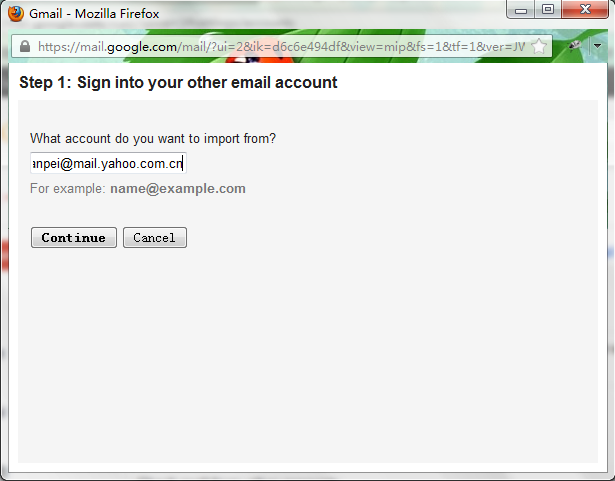 Gmail - Mozilla Firefox
https://mail.google.com/mail/?ui=2&ik=d6c6e494df&view=mip&fs=1&tf=1&ver=JV
Step 1: Sign into your other email account
What account do you want to import from?
anpei@mail.yahoo.com.cn
For example: name@example.com
Continue Cancel